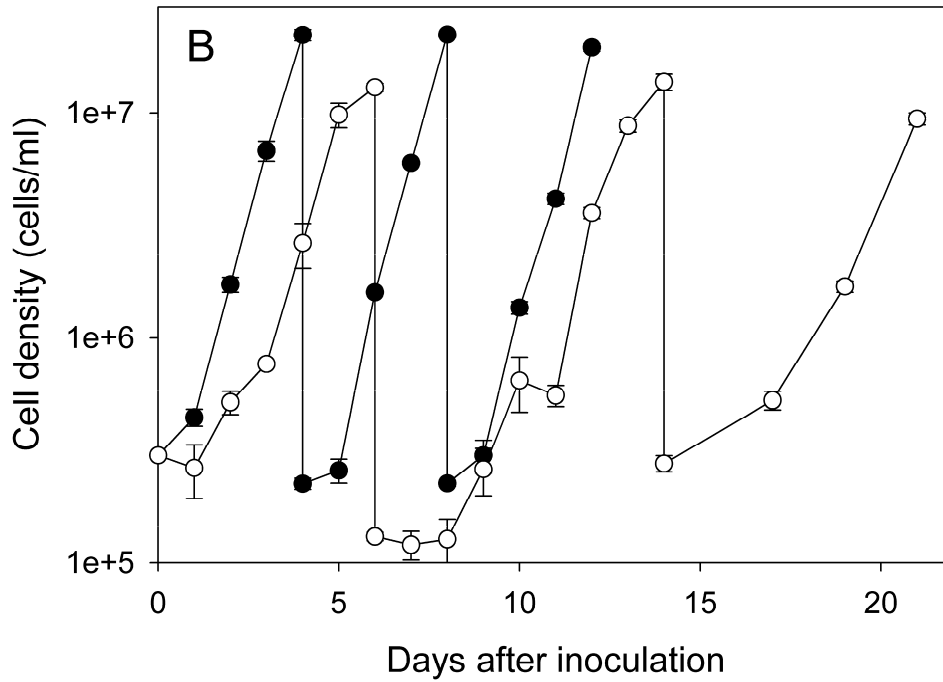 B
Cell density (cells/ml)
1e+7
1e+6
1e+5
0 5 10 15 20
Days after inoculation